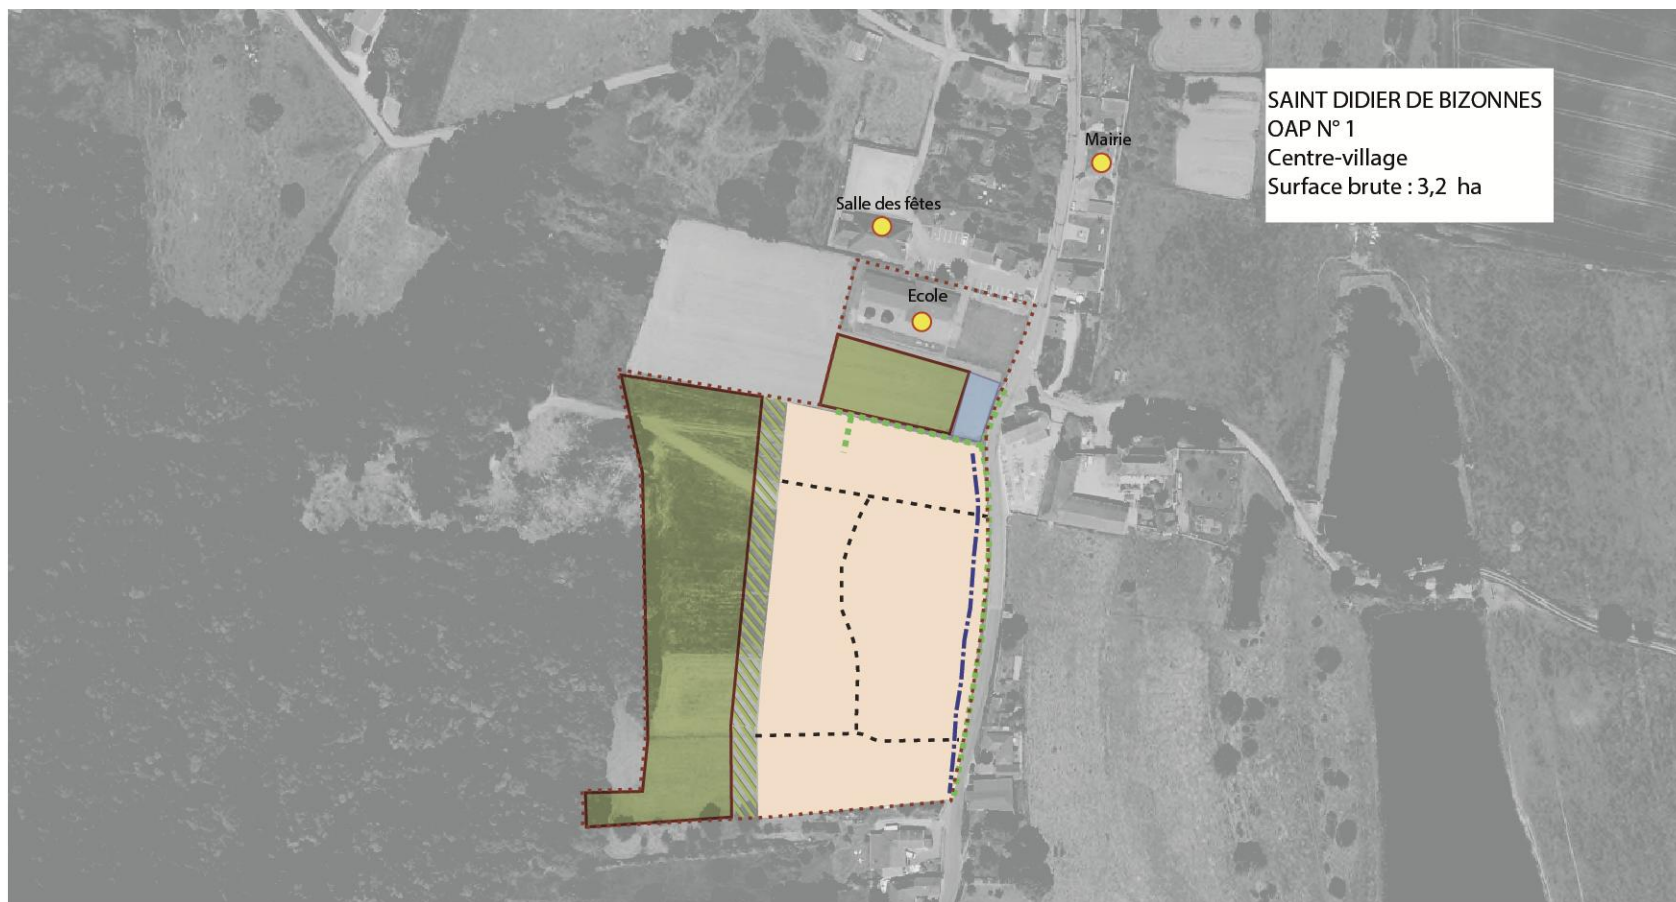 SAINT DIDIER DE BIZONNES
OAP N° 1
Centre-village
Surface brute : 3,2 ha
Mairie
Salle des fêtes
Ecole